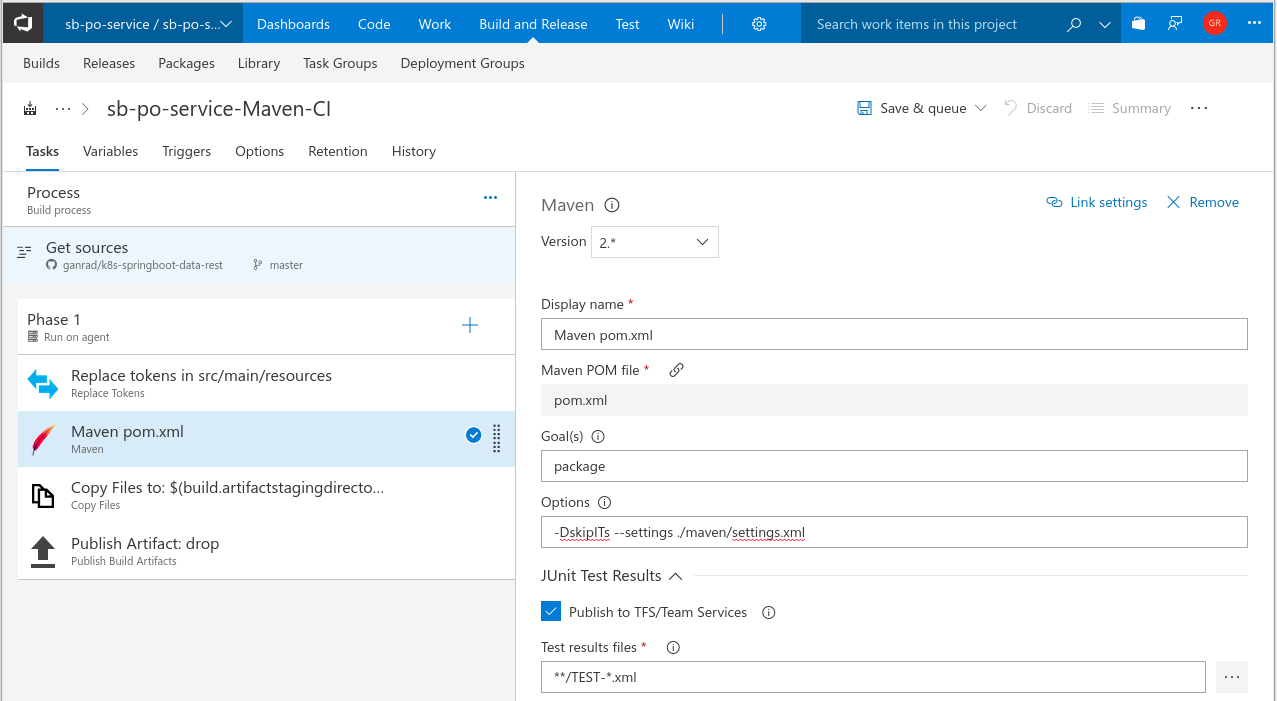 sb-po-service / sb-po-s...
Dashboards
Code
Work
Build and Release
Test
Wiki
Search work items in this project
GR
Builds
Releases
Packages
Library
Task Groups
Deployment Groups
sb-po-service-Maven-CI
Save & queue
Discard
Summary
Tasks
Variables
Triggers
Options
Retention
History
Process
Build process
Get sources
ganrad/k8s-springboot-data-rest
master
Phase 1
Run on agent
Replace tokens in src/main/resources
Replace Tokens
Maven pom.xml
Maven
Copy Files to: $(build.artifactstagingdirecto...
Copy Files
Publish Artifact: drop
Publish Build Artifacts
Maven
Link settings
Remove
Version
2.*
Display name *
Maven pom.xml
Maven POM file *
pom.xml
Goal(s)
package
Options
-DskipITs --settings ./maven/settings.xml
JUnit Test Results
Publish to TFS/Team Services
Test results files *
**/TEST-*.xml